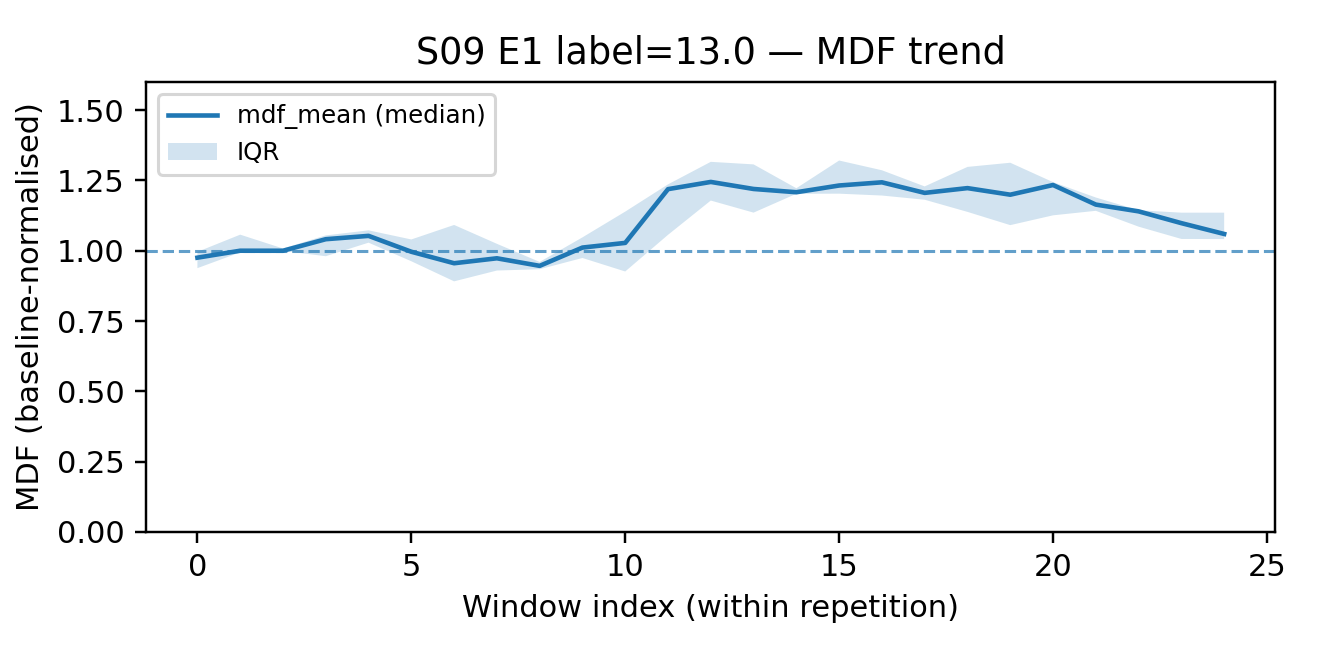 S09 E1 label=13.0 — MDF trend
mdf_mean (median)
IQR
MDF (baseline-normalised)
1.50
1.25
1.00
0.75
0.50
0.25
0.00
0 5 10 15 20 25
Window index (within repetition)